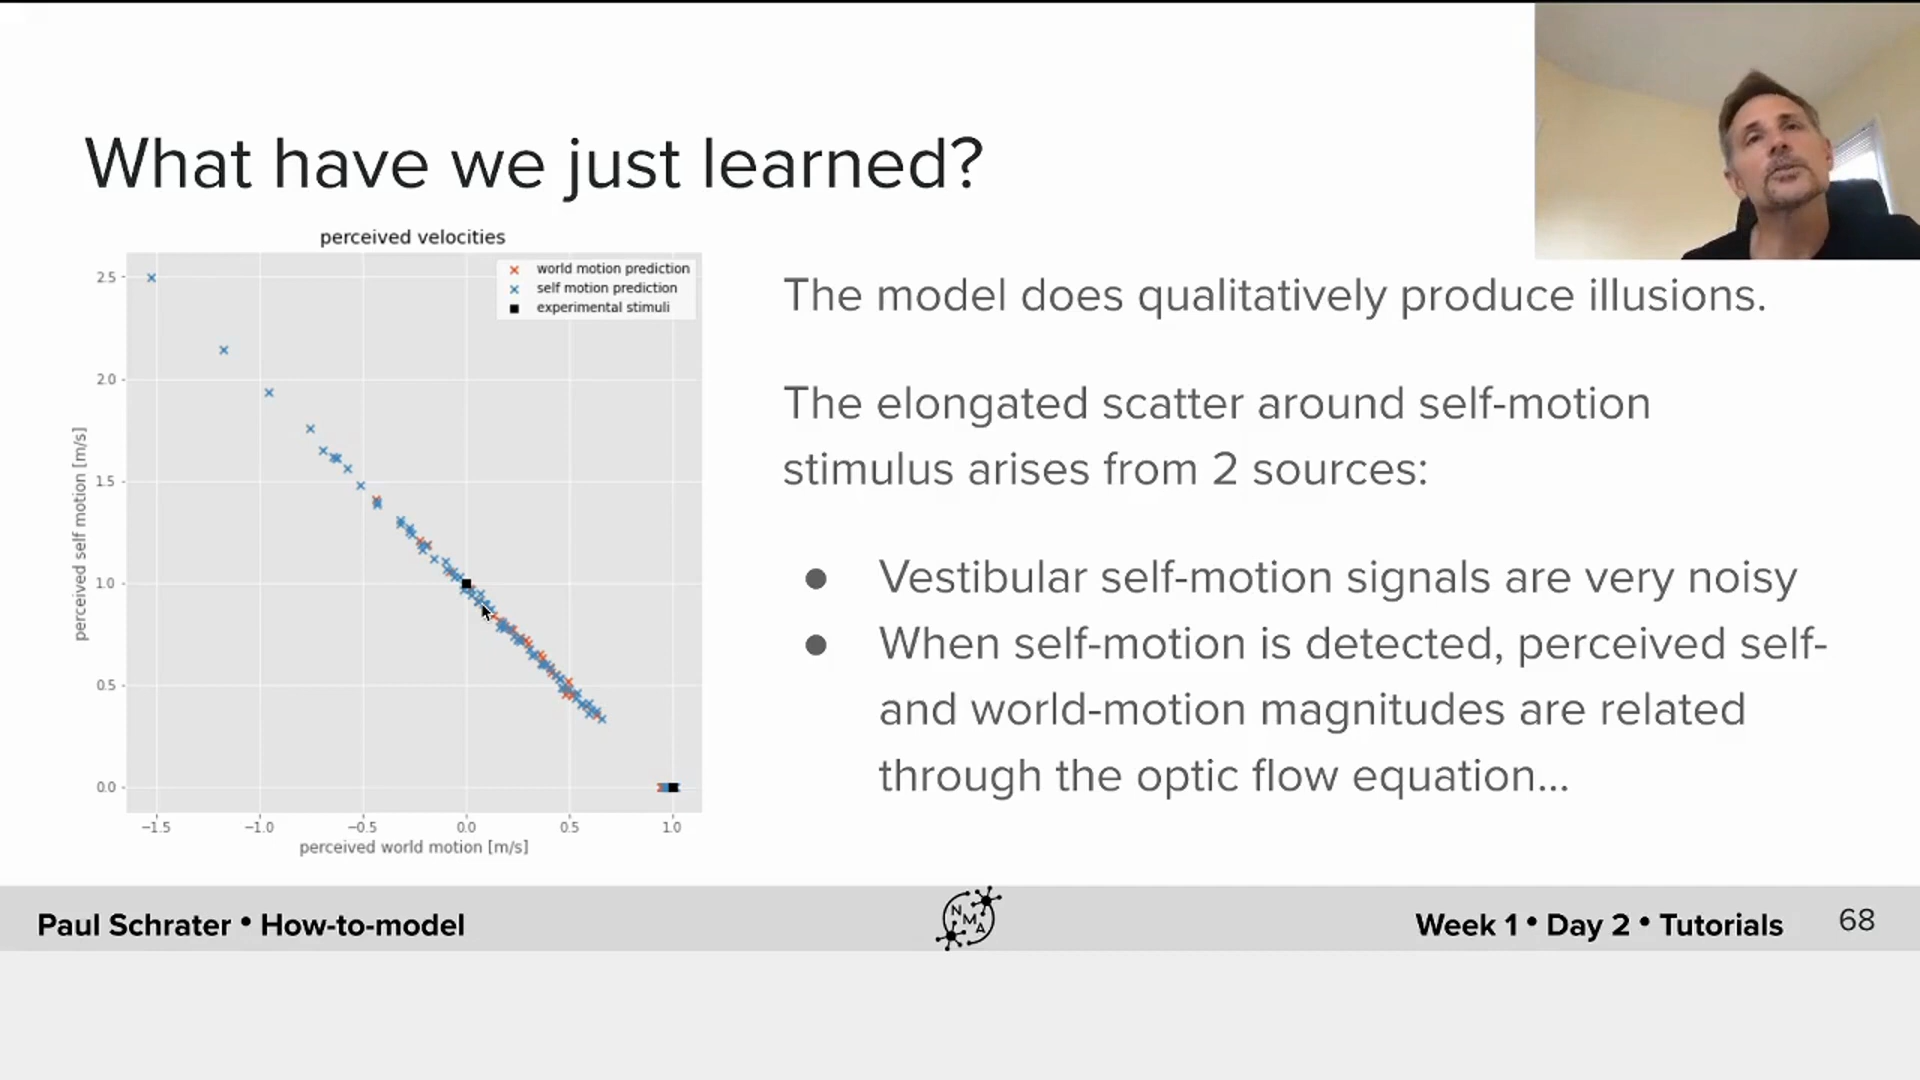 What have we just learned?
perceived velocities
world motion prediction
self motion prediction
experimental stimuli
2.5
2.0
1.5
1.0
0.5
0.0
perceived self motion [m/s]
−1.5 −1.0 −0.5 0.0 0.5 1.0
perceived world motion [m/s]
The model does qualitatively produce illusions.
The elongated scatter around self-motion
stimulus arises from 2 sources:
● Vestibular self-motion signals are very noisy
● When self-motion is detected, perceived self-
and world-motion magnitudes are related
through the optic flow equation...
Paul Schrater • How-to-model
N M A
Week 1 • Day 2 • Tutorials 68